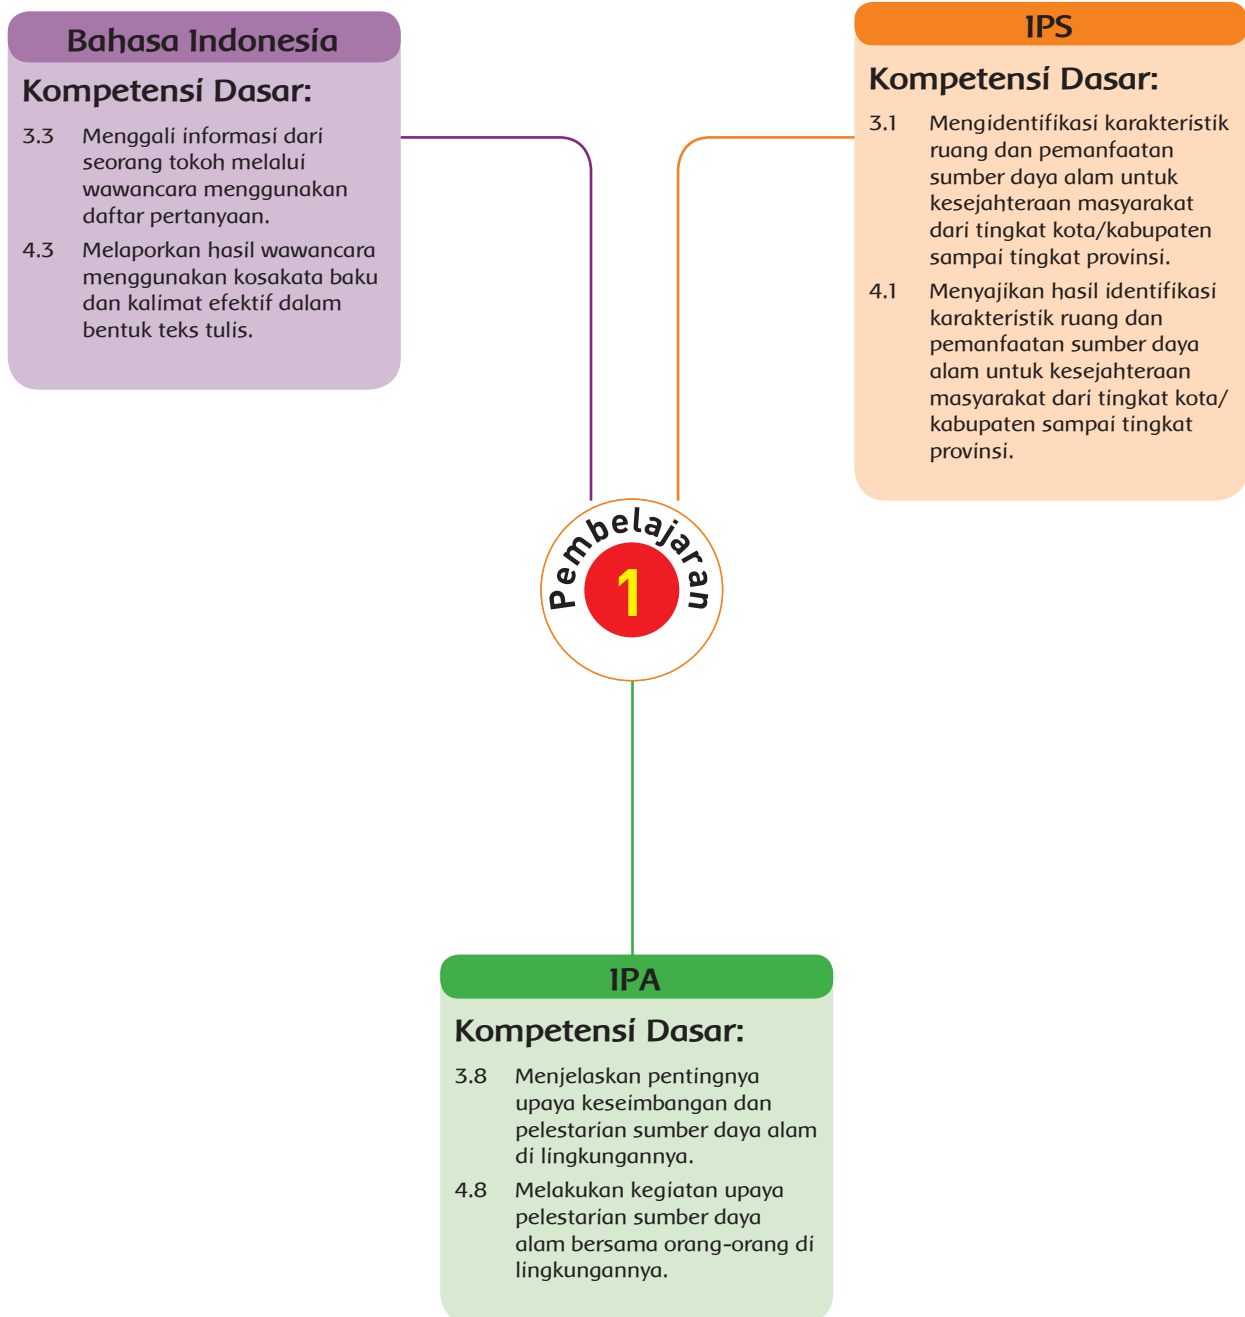 Bahasa Indonesia
Kompetensi Dasar:
3.3 Menggali informasi dari
seorang tokoh melalui
wawancara menggunakan
daftar pertanyaan.
4.3 Melaporkan hasil wawancara
menggunakan kosakata baku
dan kalimat efektif dalam
bentuk teks tulis.
IPS
Kompetensi Dasar:
3.1 Mengidentifikasi karakteristik
ruang dan pemanfaatan
sumber daya alam untuk
kesejahteraan masyarakat
dari tingkat kota/kabupaten
sampai tingkat provinsi.
4.1 Menyajikan hasil identifikasi
karakteristik ruang dan
pemanfaatan sumber daya
alam untuk kesejahteraan
masyarakat dari tingkat kota/
kabupaten sampai tingkat
provinsi.
Pembelajaran
1
IPA
Kompetensi Dasar:
3.8 Menjelaskan pentingnya
upaya keseimbangan dan
pelestarian sumber daya alam
di lingkungannya.
4.8 Melakukan kegiatan upaya
pelestarian sumber daya
alam bersama orang-orang di
lingkungannya.